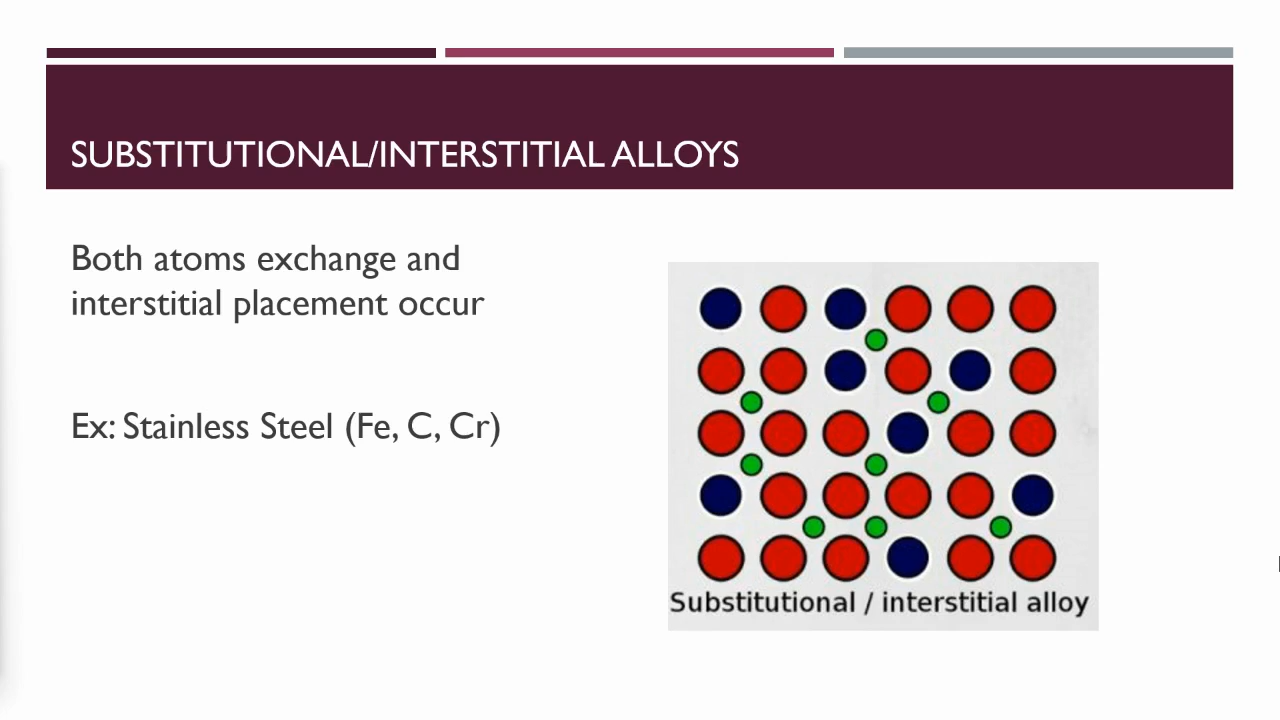 SUBSTITUTIONAL/INTERSTITIAL ALLOYS
Both atoms exchange and
interstitial placement occur
Ex: Stainless Steel (Fe, C, Cr)
Substitutional / interstitial alloy